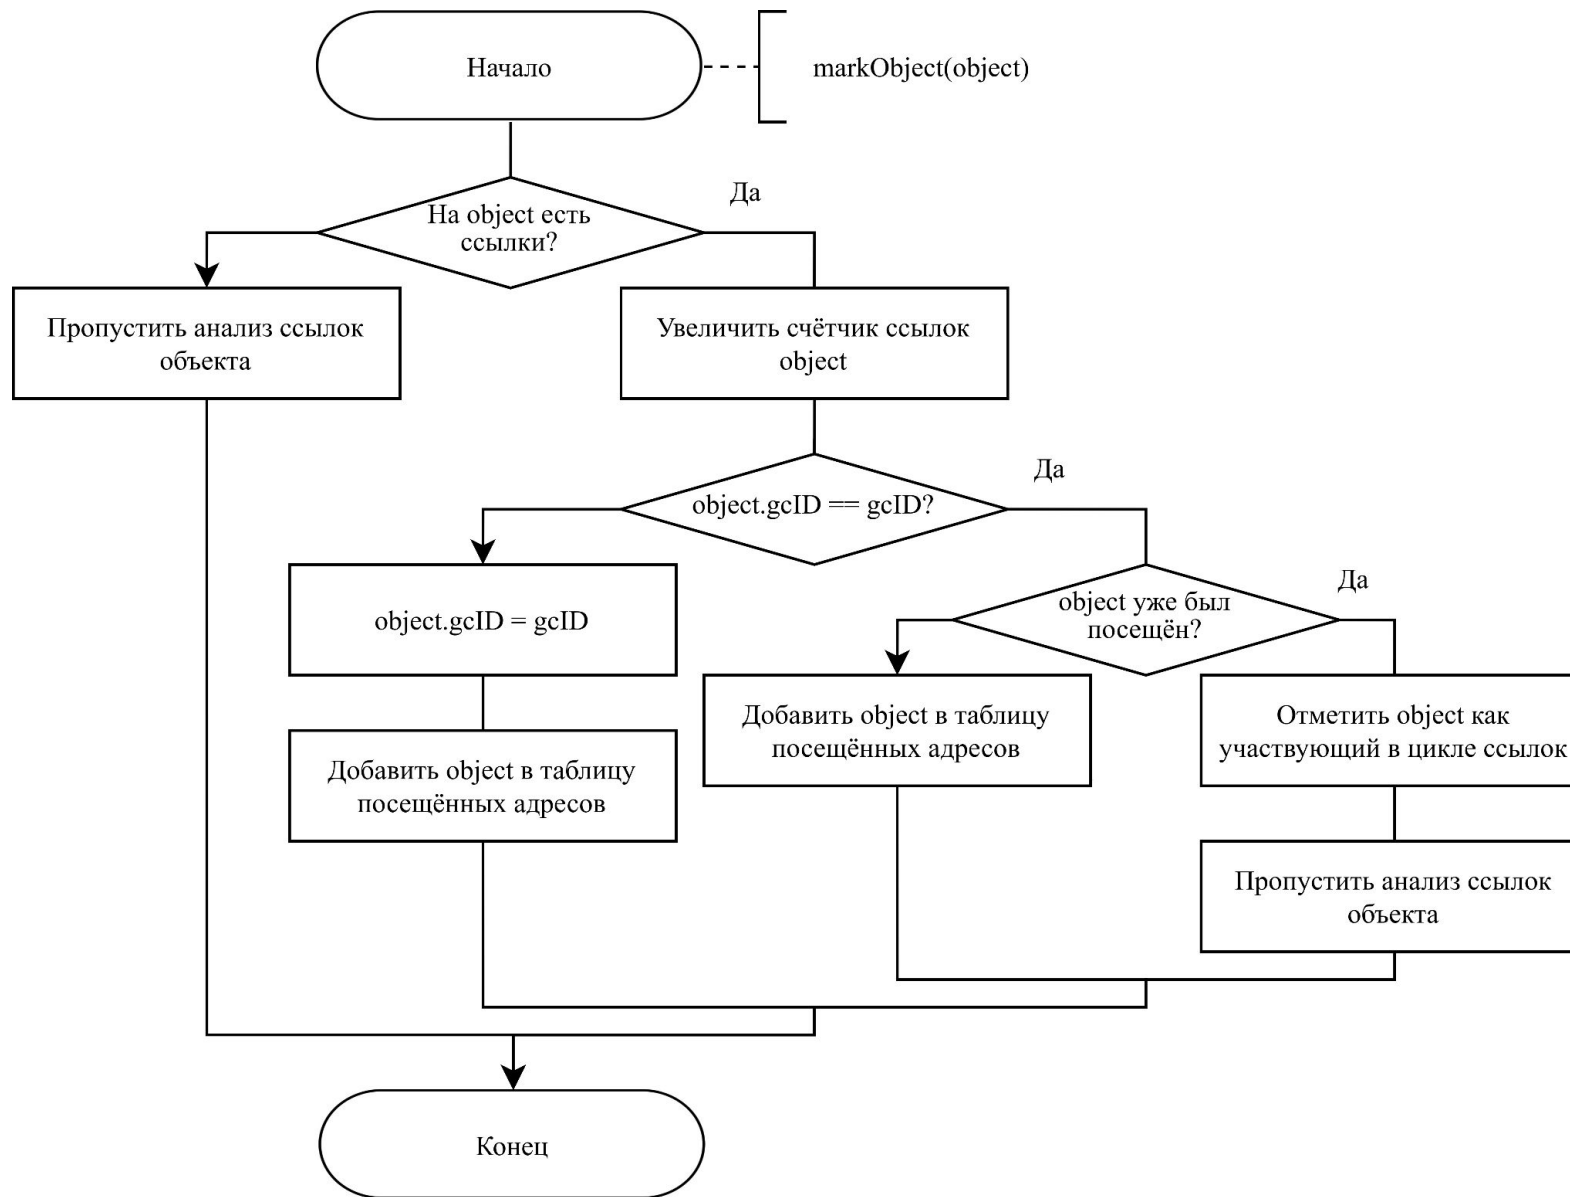 Начало
markObject(object)
Да
На object есть
ссылки?
Пропустить анализ ссылок
объекта
Увеличить счётчик ссылок
object
Да
object.gcID == gcID?
Да
object уже был
посещён?
object.gcID = gcID
Добавить object в таблицу
посещённых адресов
Отметить object как
участвующий в цикле ссылок
Добавить object в таблицу
посещённых адресов
Пропустить анализ ссылок
объекта
Конец